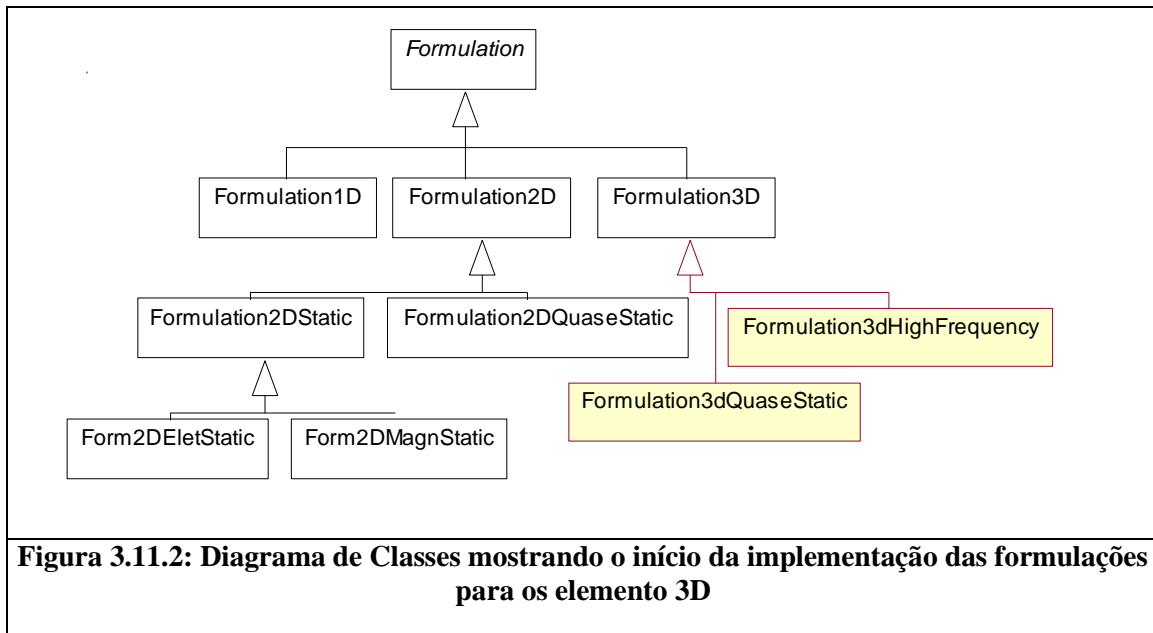 Formulation
Formulation1D
Formulation2D
Formulation3D
Formulation2DStatic
Formulation2DQuaseStatic
Formulation3dHighFrequency
Formulation3dQuaseStatic
Form2DEletStatic
Form2DMagnStatic
Figura 3.11.2: Diagrama de Classes mostrando o início da implementação das formulações
para os elemento 3D